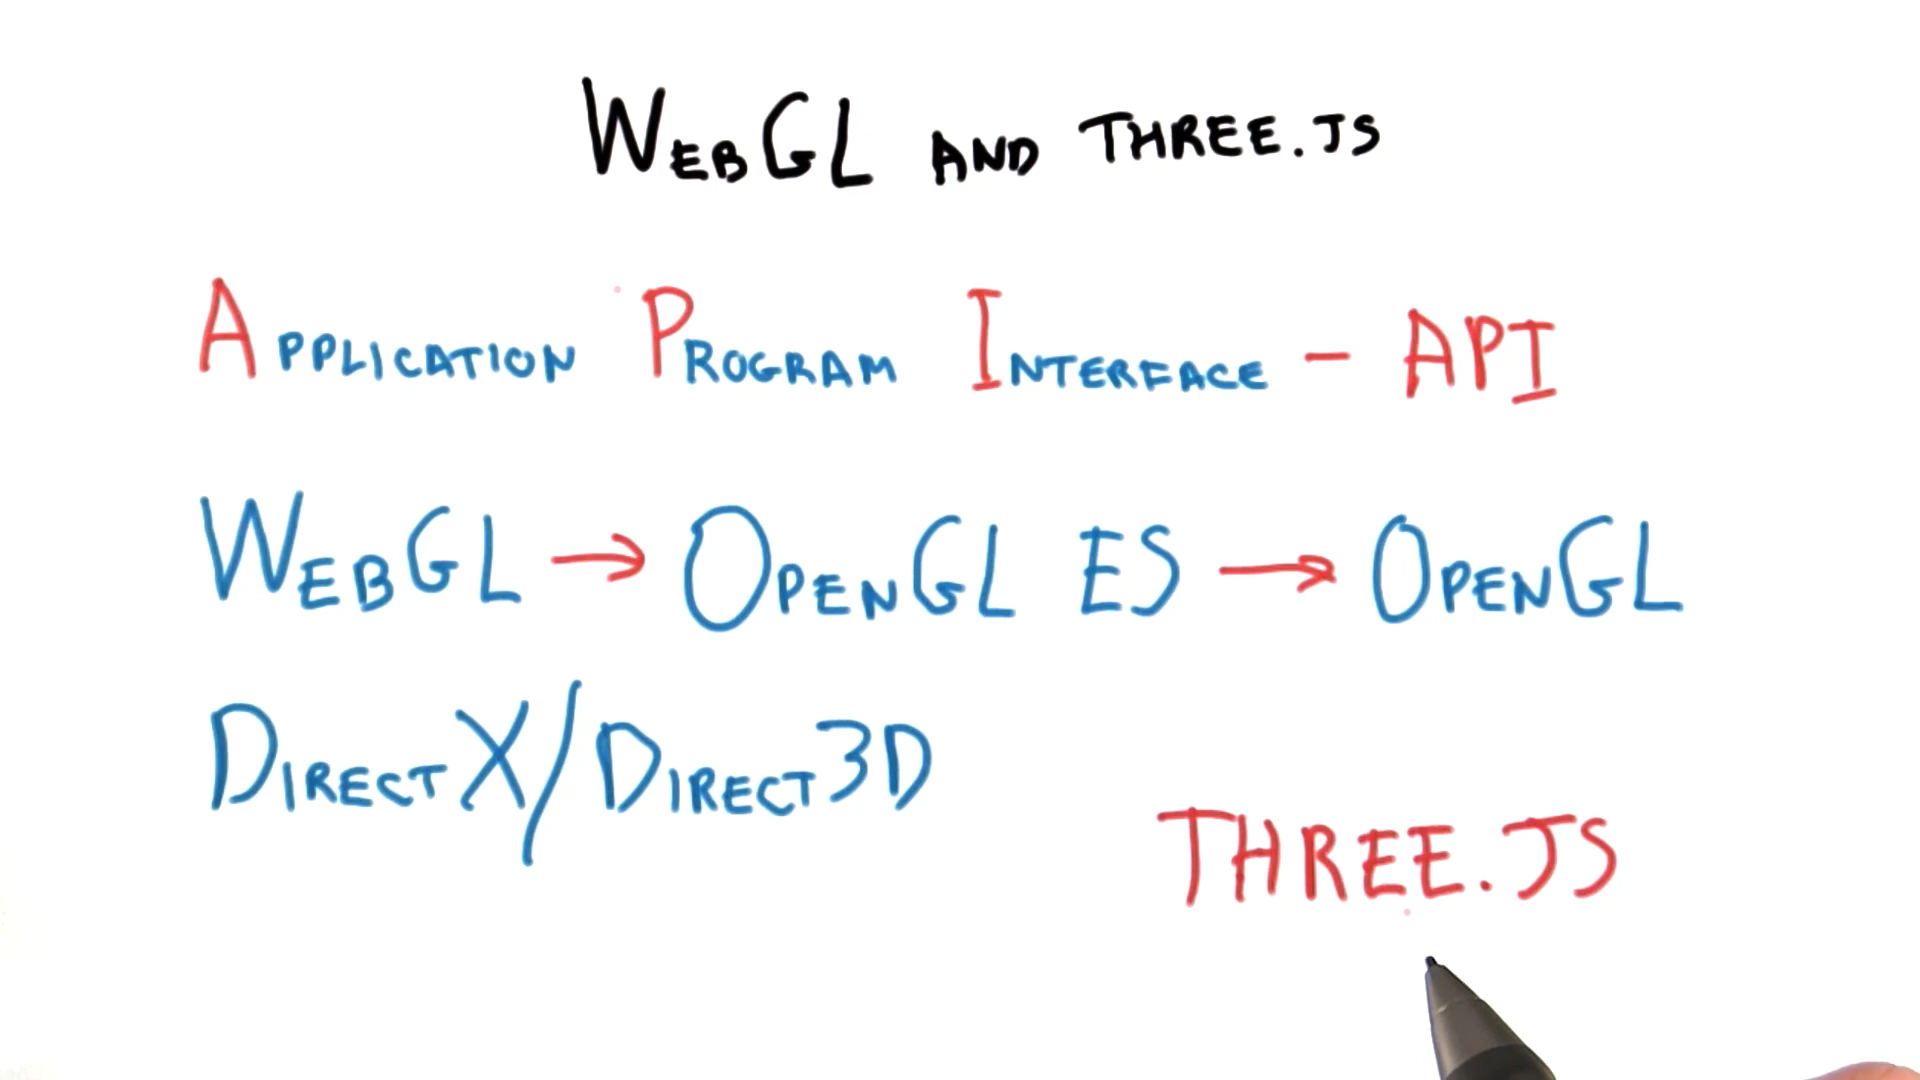 WebGL AND THREE.JS
APPLICATION PROGRAM INTERFACE - API
WebGL → OpenGL ES → OpenGL
DirectX/Direct3D
THREE.JS